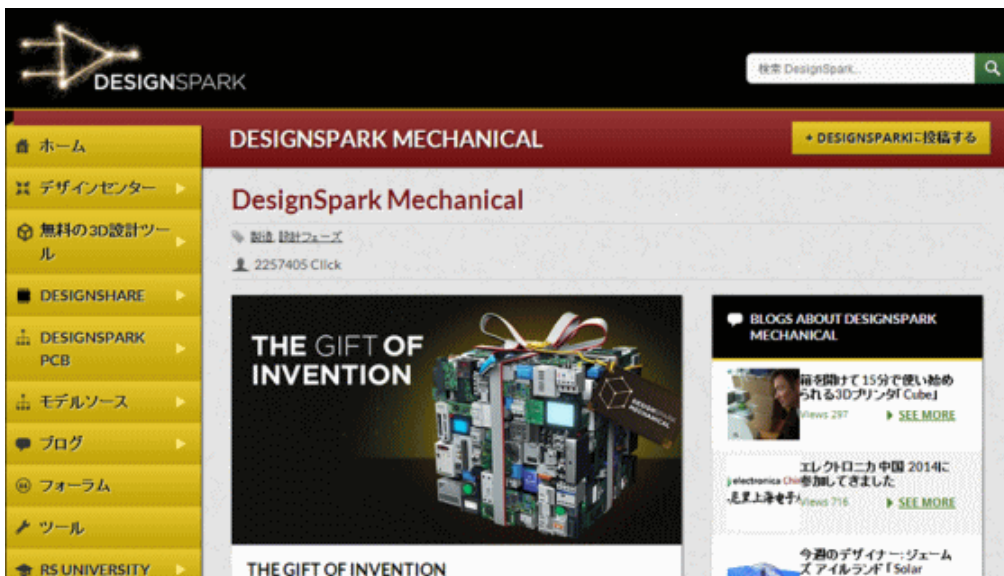 DESIGNSPARK
検索 DesignSpark..
ホーム
デザインセンター
無料の3D設計ツー
ル
DESIGNSHARE
DESIGNSPARK
PCB
モデルソース
ブログ
フォーラム
ツール
RS UNIVERSITY
DESIGNSPARK MECHANICAL
+ DESIGNSPARKに投稿する
DesignSpark Mechanical
製造, 設計フェーズ
2257405 Click
THE GIFT OF
INVENTION
DESIGNSPARK
MECHANICAL
THE GIFT OF INVENTION
BLOGS ABOUT DESIGNSPARK
MECHANICAL
箱を開けて 15分で使い始め
られる3Dプリンタ「Cube」
Views 297
SEE MORE
エレクトロニカ 中国 2014に
参加してきました
electronica Chin
Views 716
SEE MORE
今週のデザイナー: ジェーム
ズ アイルランド 「Solar